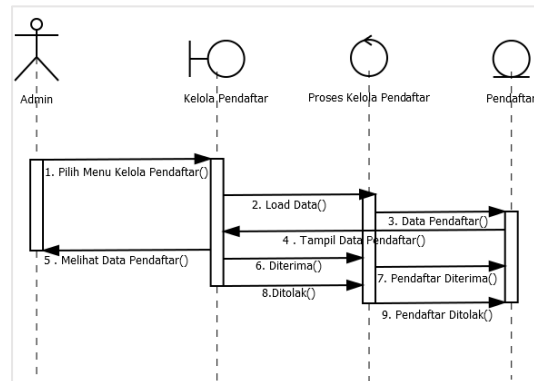 Admin
Kelola Pendaftar
Proses Kelola Pendaftar
Pendaftar
1. Pilih Menu Kelola Pendaftar()
2. Load Data()
3. Data Pendaftar()
4 . Tampil Data Pendaftar()
5 . Melihat Data Pendaftar()
6. Diterima()
7. Pendaftar Diterima()
8.Ditolak()
9. Pendaftar Ditolak()